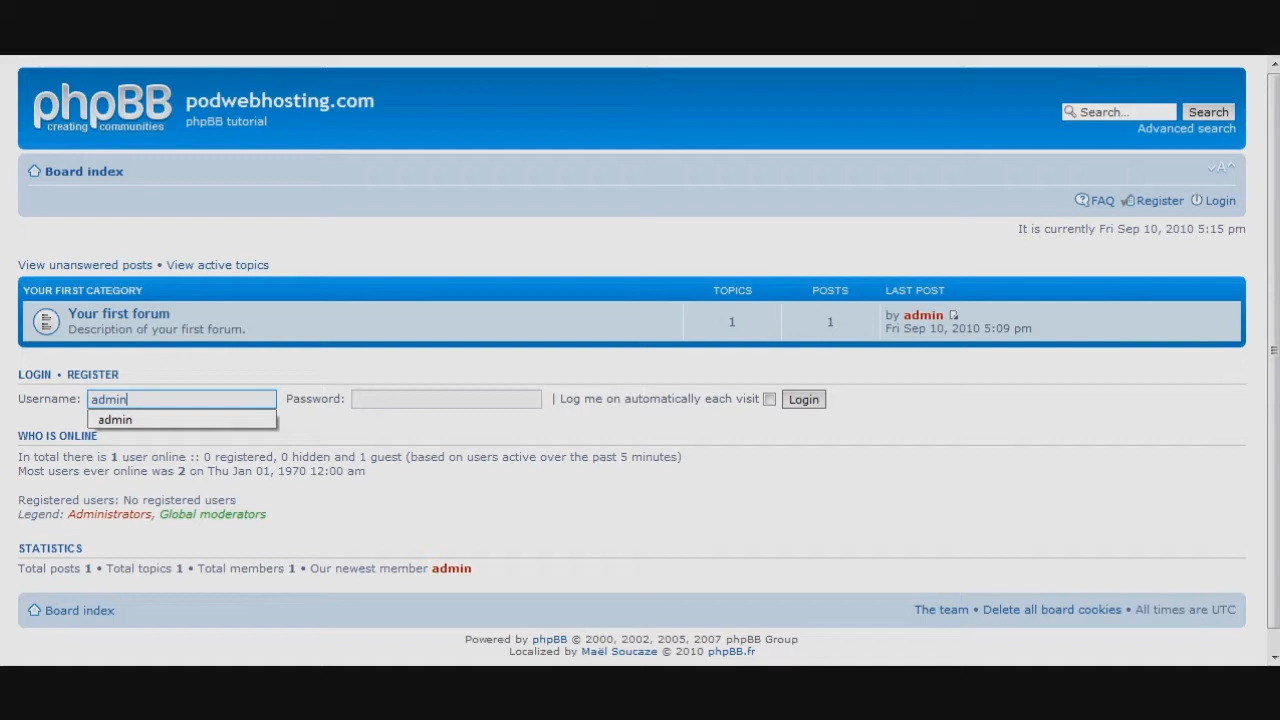 phpBB
creating communities
podwebhosting.com
phpBB tutorial
Search... Search
Advanced search
Board index
FAQ Register Login
It is currently Fri Sep 10, 2010 5:15 pm
View unanswered posts • View active topics
YOUR FIRST CATEGORY TOPICS POSTS LAST POST
Your first forum
Description of your first forum.
1 1
by admin
Fri Sep 10, 2010 5:09 pm
LOGIN • REGISTER
Username: admin Password: | Log me on automatically each visit Login
admin
WHO IS ONLINE
In total there is 1 user online :: 0 registered, 0 hidden and 1 guest (based on users active over the past 5 minutes)
Most users ever online was 2 on Thu Jan 01, 1970 12:00 am
Registered users: No registered users
Legend: Administrators, Global moderators
STATISTICS
Total posts 1 • Total topics 1 • Total members 1 • Our newest member admin
Board index The team • Delete all board cookies • All times are UTC
Powered by phpBB © 2000, 2002, 2005, 2007 phpBB Group
Localized by Maël Soucaze © 2010 phpBB.fr